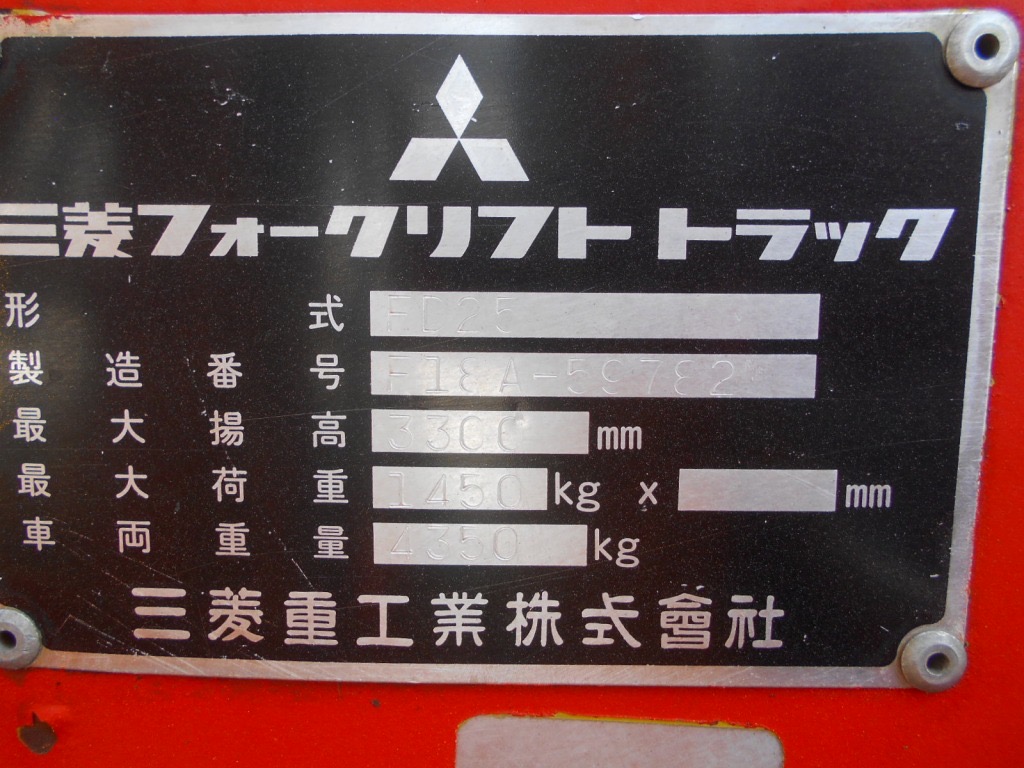 三菱フォークリフト トラック
形式 FD25
製造番号
最大揚高 3300 mm
最大荷重 1450 kg x mm
車両重量 4350 kg
三菱重工業株式會社